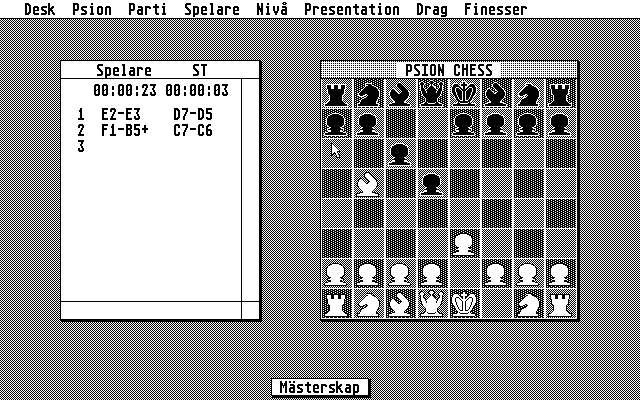 Desk Psion Parti Spelare Nivå Presentation Drag Finesser
Spelare ST
00:00:23 00:00:03
1 E2-E3 D7-D5
2 F1-B5+ C7-C6
3
PSION CHESS
Mästerskap